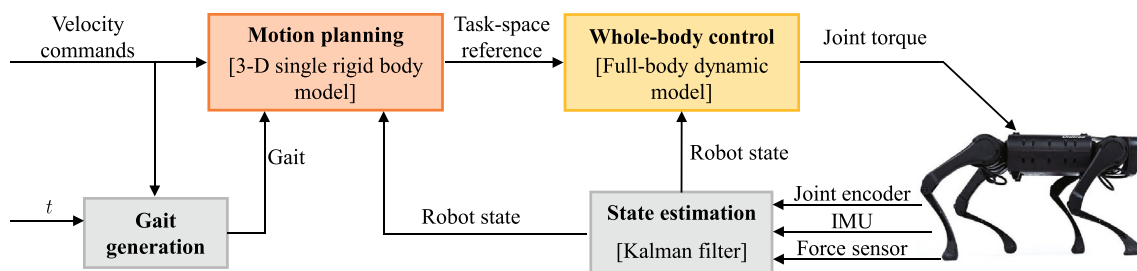 Velocity
commands
Motion planning
[3-D single rigid body
model]
Task-space
reference
Whole-body control
[Full-body dynamic
model]
Joint torque
Gait
Robot state
t
Gait
generation
Robot state
State estimation
[Kalman filter]
Joint encoder
IMU
Force sensor